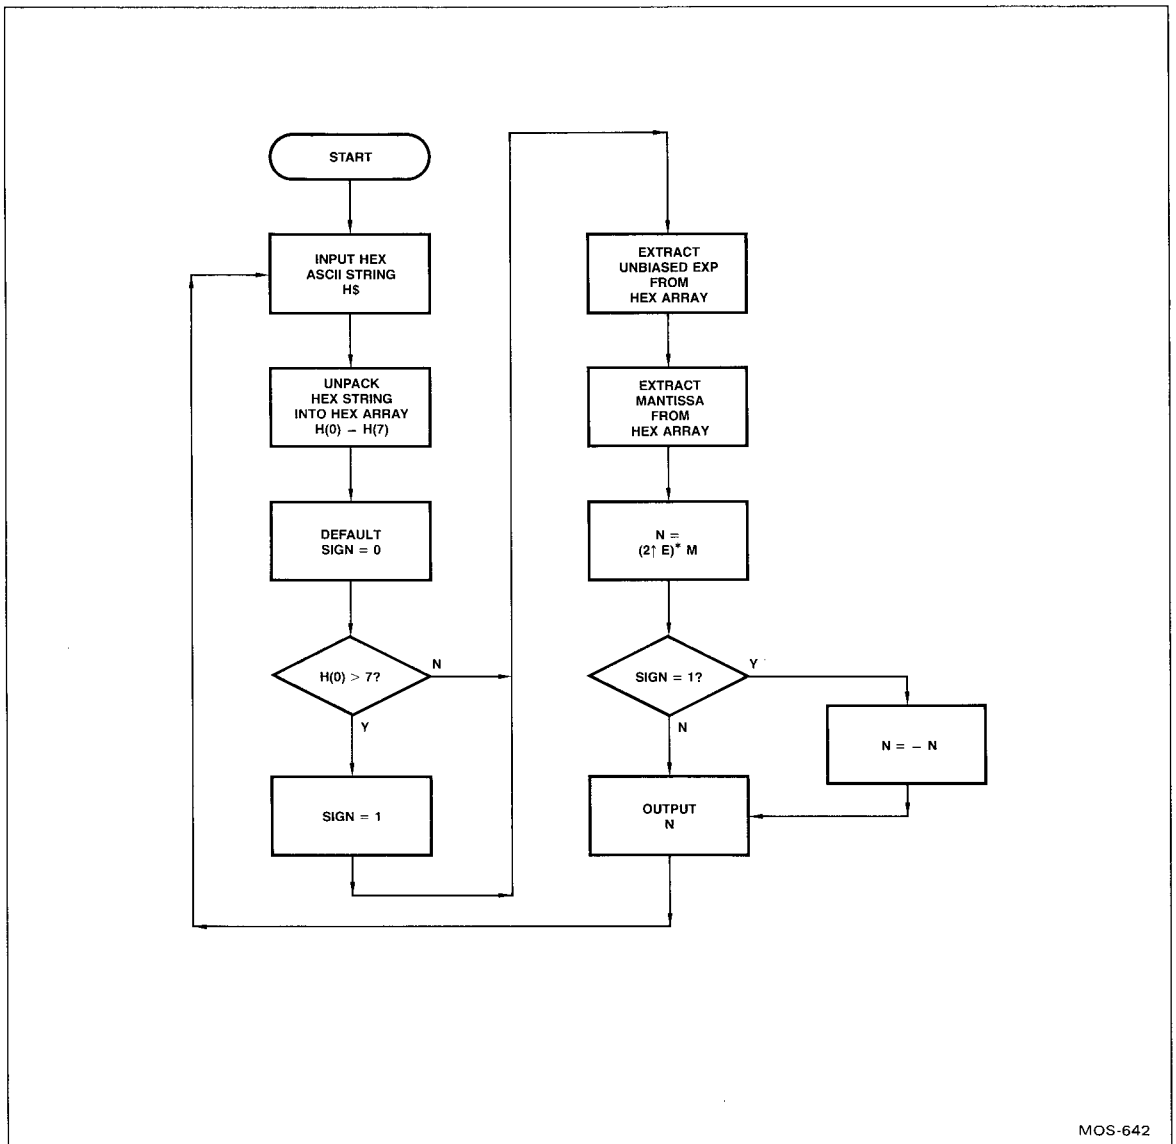 START
INPUT HEX
ASCII STRING
H$
UNPACK
HEX STRING
INTO HEX ARRAY
H(0) – H(7)
DEFAULT
SIGN = 0
H(0) > 7?
N
Y
SIGN = 1
EXTRACT
UNBIASED EXP
FROM
HEX ARRAY
EXTRACT
MANTISSA
FROM
HEX ARRAY
N =
(2↑ E)* M
SIGN = 1?
Y
N
N = – N
OUTPUT
N
MOS-642